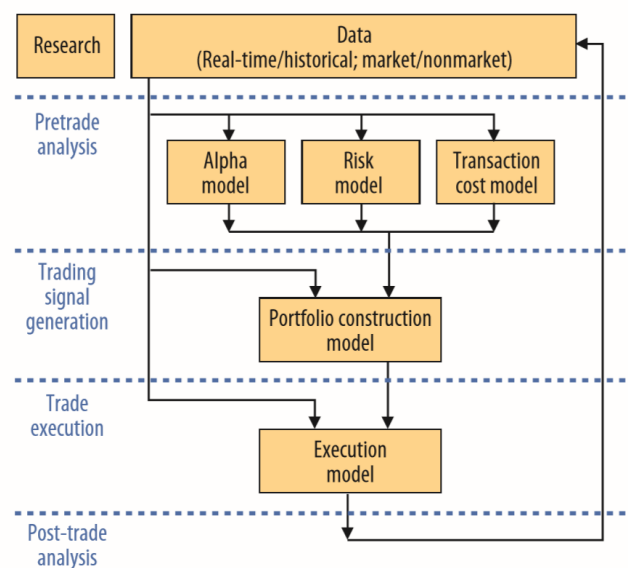 Research
Data
(Real-time/historical; market/nonmarket)
Pretrade
analysis
Alpha
model
Risk
model
Transaction
cost model
Trading
signal
generation
Portfolio construction
model
Trade
execution
Execution
model
Post-trade
analysis